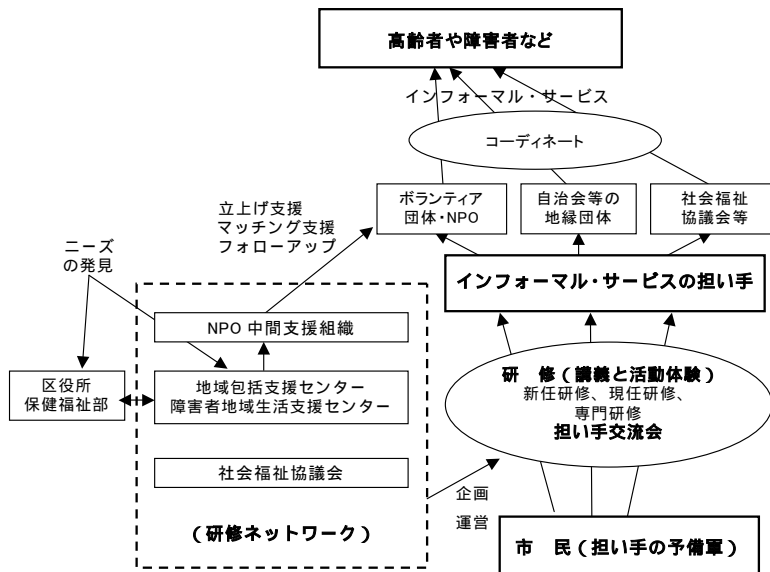 高齢者や障害者など
インフォーマル・サービス
コーディネート
ボランティア
団体・NPO
自治会等の
地縁団体
社会福祉
協議会等
立上げ支援
マッチング支援
フォローアップ
ニーズ
の発見
インフォーマル・サービスの担い手
NPO 中間支援組織
区役所
保健福祉部
地域包括支援センター
障害者地域生活支援センター
研　修（講義と活動体験）
新任研修、現任研修、
専門研修
担い手交流会
社会福祉協議会
企画
運営
（研修ネットワーク）
市　民（担い手の予備軍）